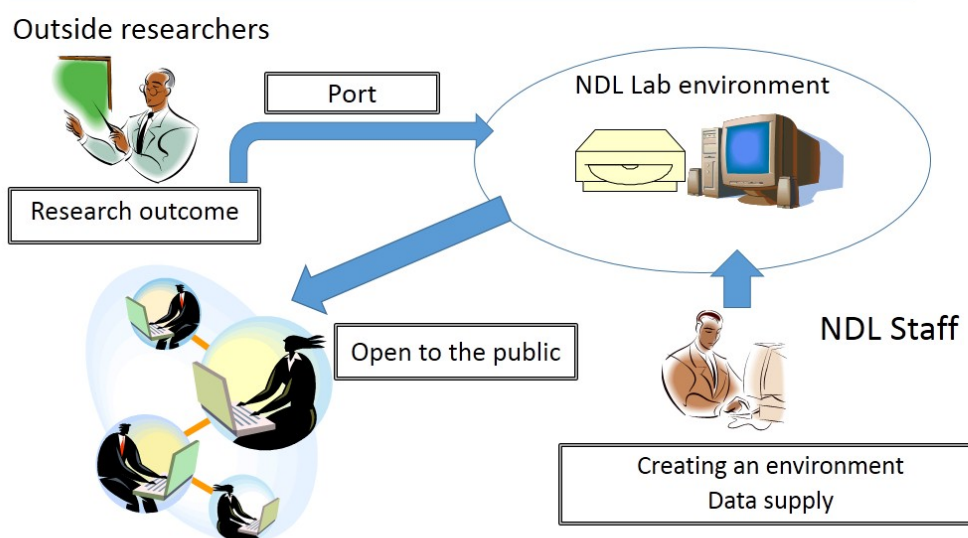 Outside researchers
Port
NDL Lab environment
Research outcome
Open to the public
NDL Staff
Creating an environment
Data supply